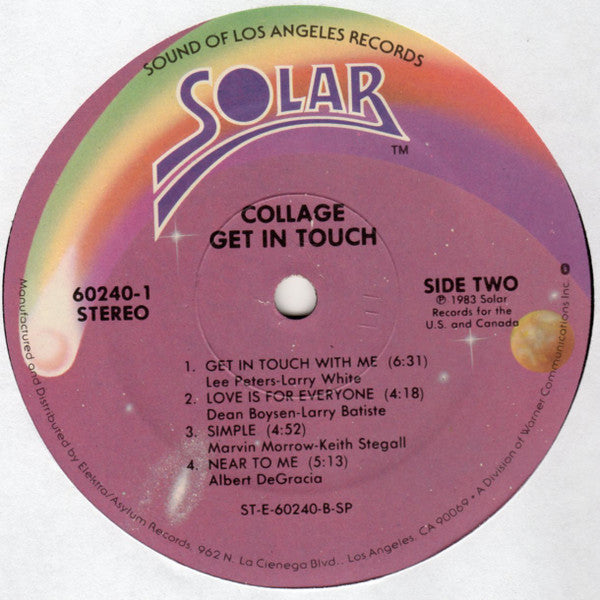 SOUND OF LOS ANGELES RECORDS
SOLAR
TM
COLLAGE
GET IN TOUCH
60240-1
STEREO
SIDE TWO
℗ 1983 Solar
Records for the
U.S. and Canada
1. GET IN TOUCH WITH ME (6:31)
Lee Peters-Larry White
2. LOVE IS FOR EVERYONE (4:18)
Dean Boysen-Larry Batiste
3. SIMPLE (4:52)
Marvin Morrow-Keith Stegall
4. NEAR TO ME (5:13)
Albert DeGracia
ST-E-60240-B-SP
Manufactured and Distributed by Elektra/Asylum Records, 962 N. La Cienega Blvd., Los Angeles, CA 90069 • A Division of Warner Communications Inc.